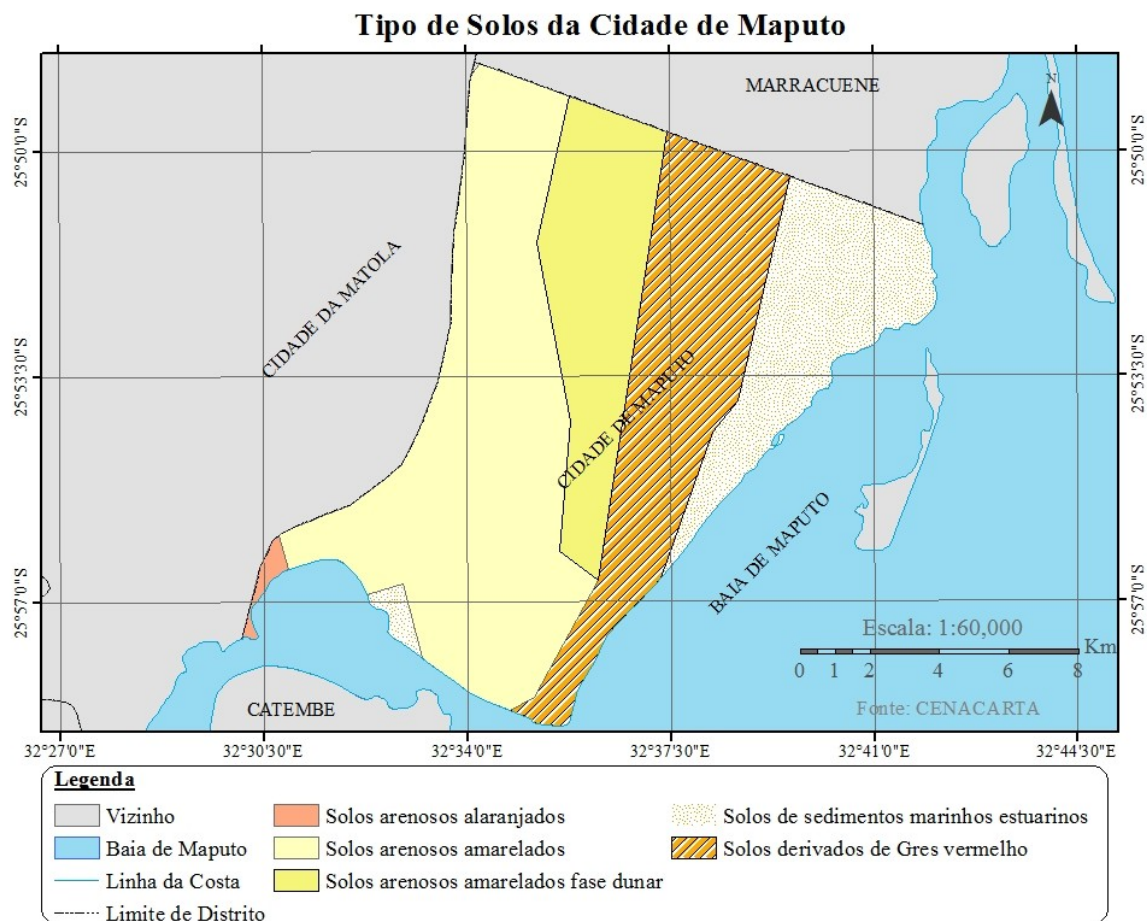 Tipo de Solos da Cidade de Maputo
MARRACUENE
N
25°50'0"S
25°50'0"S
CIDADE DA MATOLA
25°53'30"S
25°53'30"S
CIDADE DE MAPUTO
BAIA DE MAPUTO
25°57'0"S
25°57'0"S
Escala: 1:60,000
Km
0 1 2 4 6 8
CATEMBE
Fonte: CENACARTA
32°27'0"E 32°30'30"E 32°34'0"E 32°37'30"E 32°41'0"E 32°44'30"E
Legenda
Vizinho
Baia de Maputo
Linha da Costa
Limite de Distrito
Solos arenosos alaranjados
Solos arenosos amarelados
Solos arenosos amarelados fase dunar
Solos de sedimentos marinhos estuarinos
Solos derivados de Gres vermelho